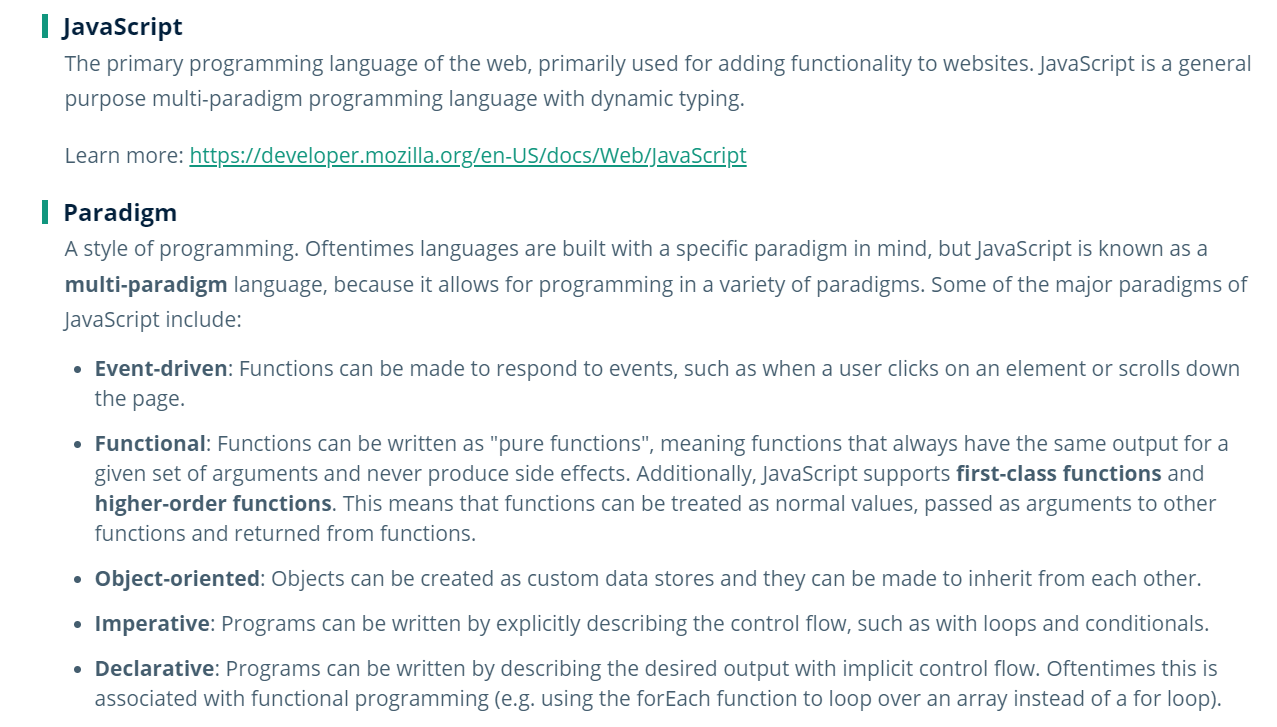 JavaScript
The primary programming language of the web, primarily used for adding functionality to websites. JavaScript is a general
purpose multi-paradigm programming language with dynamic typing.
Learn more: https://developer.mozilla.org/en-US/docs/Web/JavaScript
Paradigm
A style of programming. Oftentimes languages are built with a specific paradigm in mind, but JavaScript is known as a
multi-paradigm language, because it allows for programming in a variety of paradigms. Some of the major paradigms of
JavaScript include:
• Event-driven: Functions can be made to respond to events, such as when a user clicks on an element or scrolls down
the page.
• Functional: Functions can be written as "pure functions", meaning functions that always have the same output for a
given set of arguments and never produce side effects. Additionally, JavaScript supports first-class functions and
higher-order functions. This means that functions can be treated as normal values, passed as arguments to other
functions and returned from functions.
• Object-oriented: Objects can be created as custom data stores and they can be made to inherit from each other.
• Imperative: Programs can be written by explicitly describing the control flow, such as with loops and conditionals.
• Declarative: Programs can be written by describing the desired output with implicit control flow. Oftentimes this is
associated with functional programming (e.g. using the forEach function to loop over an array instead of a for loop).